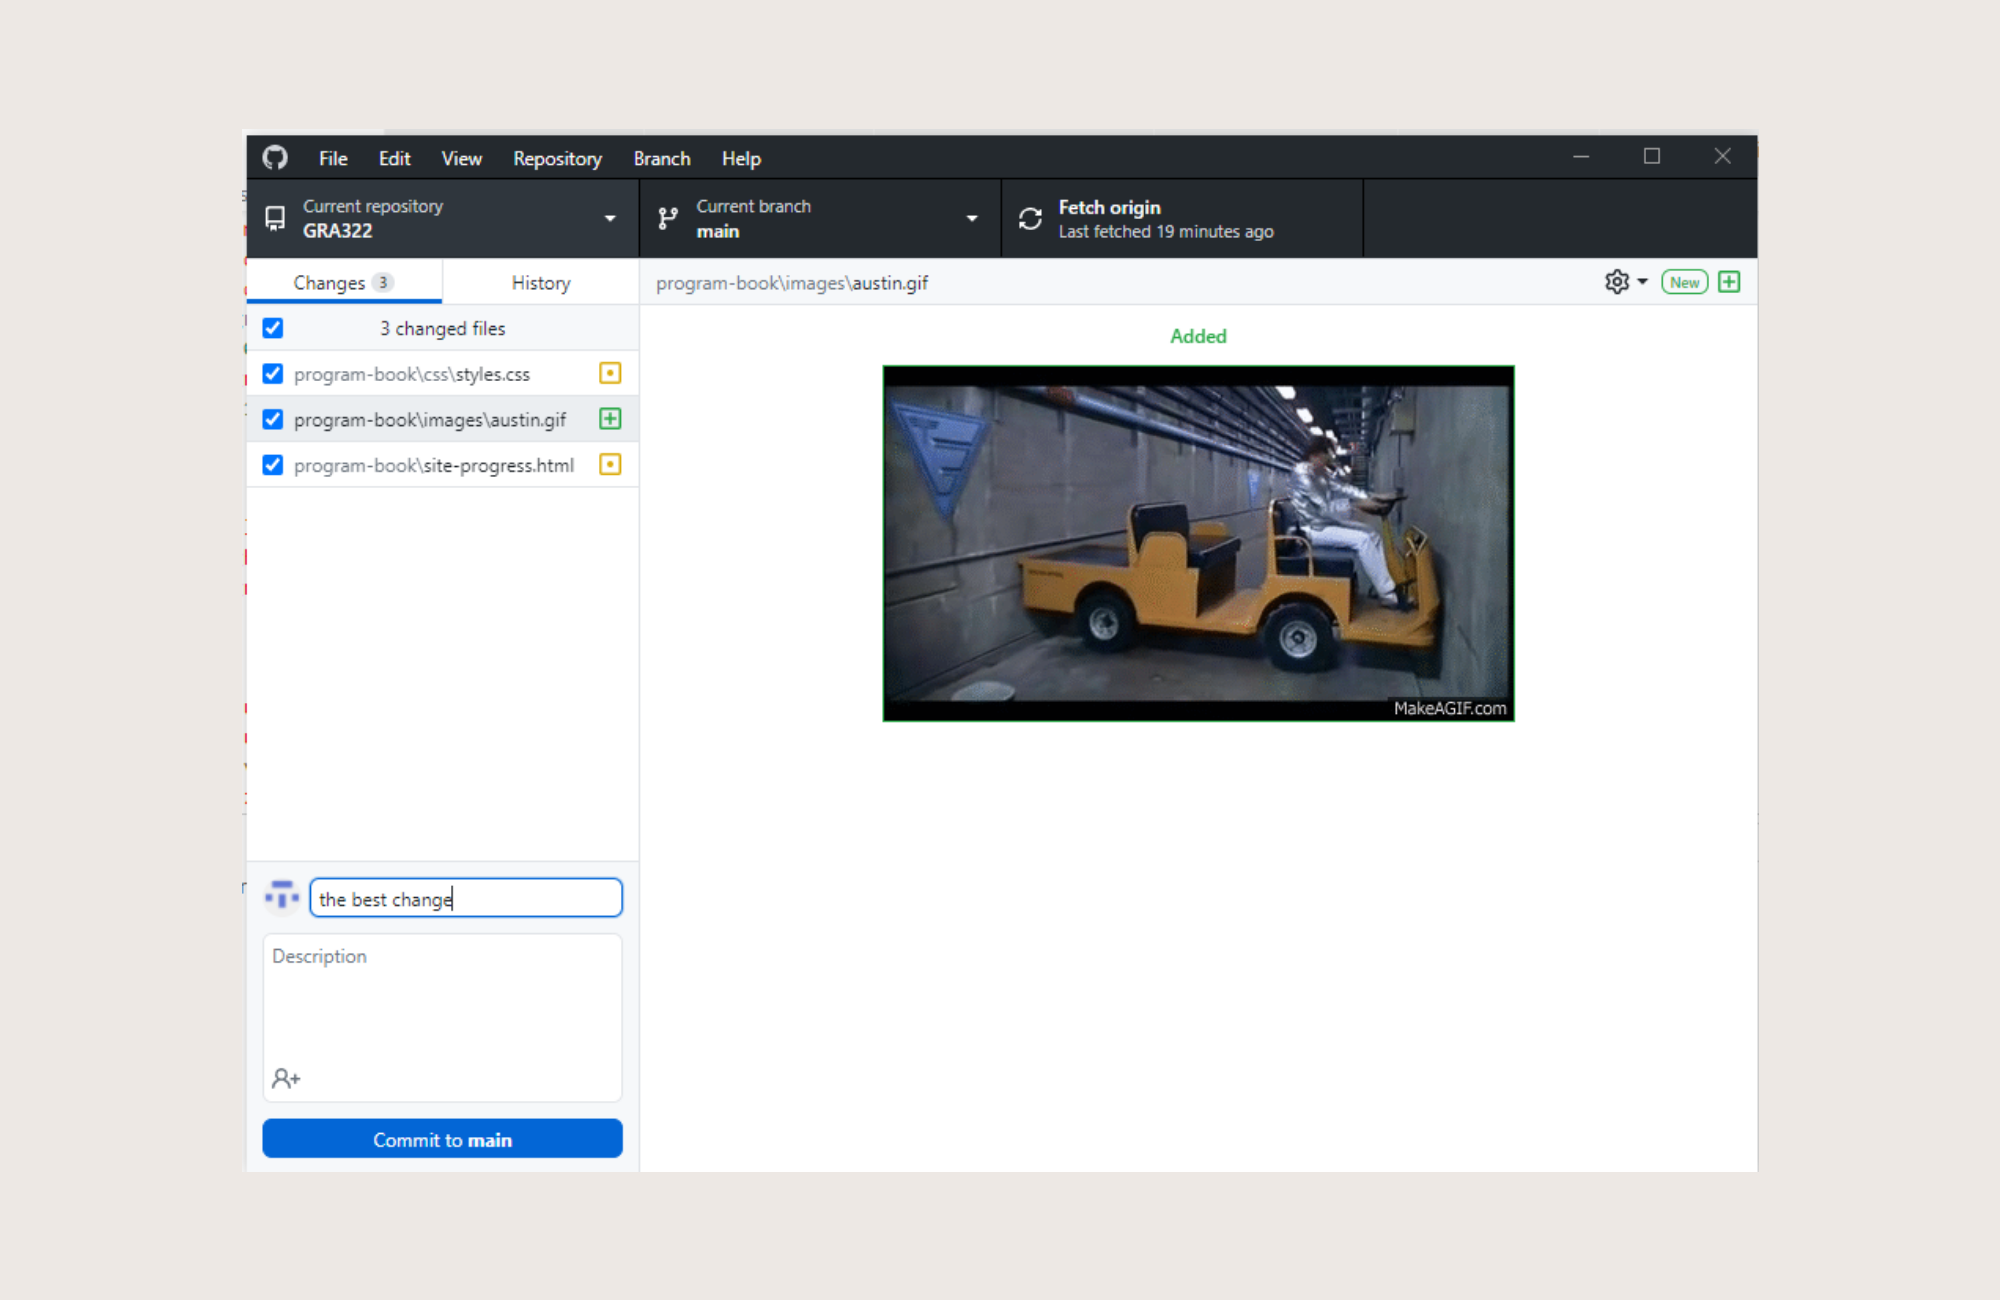 File Edit View Repository Branch Help
Current repository
GRA322
Current branch
main
Fetch origin
Last fetched 19 minutes ago
Changes 3
History
program-book\images\austin.gif
New
3 changed files
program-book\css\styles.css
program-book\images\austin.gif
program-book\site-progress.html
Added
MakeAGIF.com
the best change
Description
Commit to main